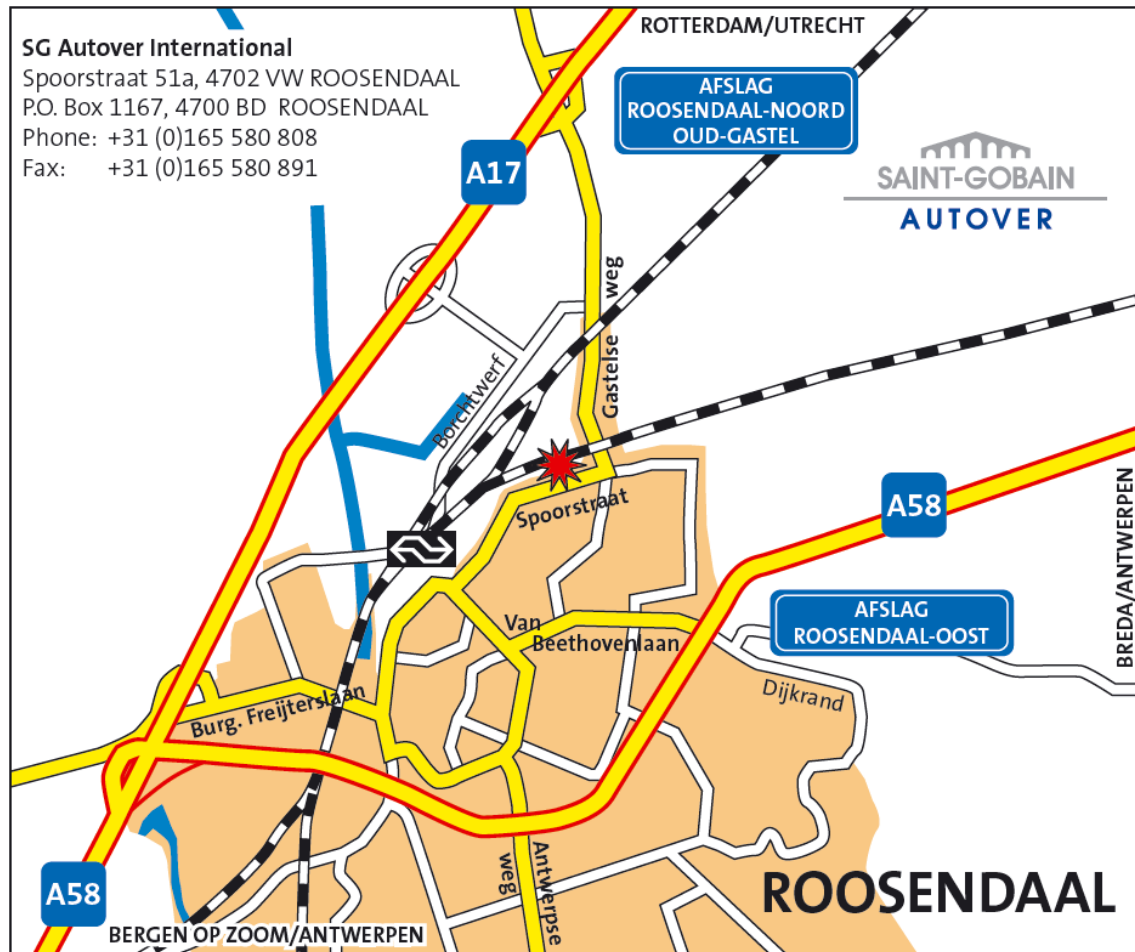 SG Autover International
Spoorstraat 51a, 4702 VW ROOSENDAAL
P.O. Box 1167, 4700 BD  ROOSENDAAL
Phone: +31 (0)165 580 808
Fax: +31 (0)165 580 891
ROTTERDAM/UTRECHT
AFSLAG
ROOSENDAAL-NOORD
OUD-GASTEL
SAINT-GOBAIN
AUTOVER
A17
Gastelse weg
Borchtwerf
Spoorstraat
A58
BREDA/ANTWERPEN
AFSLAG
ROOSENDAAL-OOST
Van
Beethovenlaan
Dijkrand
Burg. Freijterslaan
Antwerpse
weg
A58
ROOSENDAAL
BERGEN OP ZOOM/ANTWERPEN